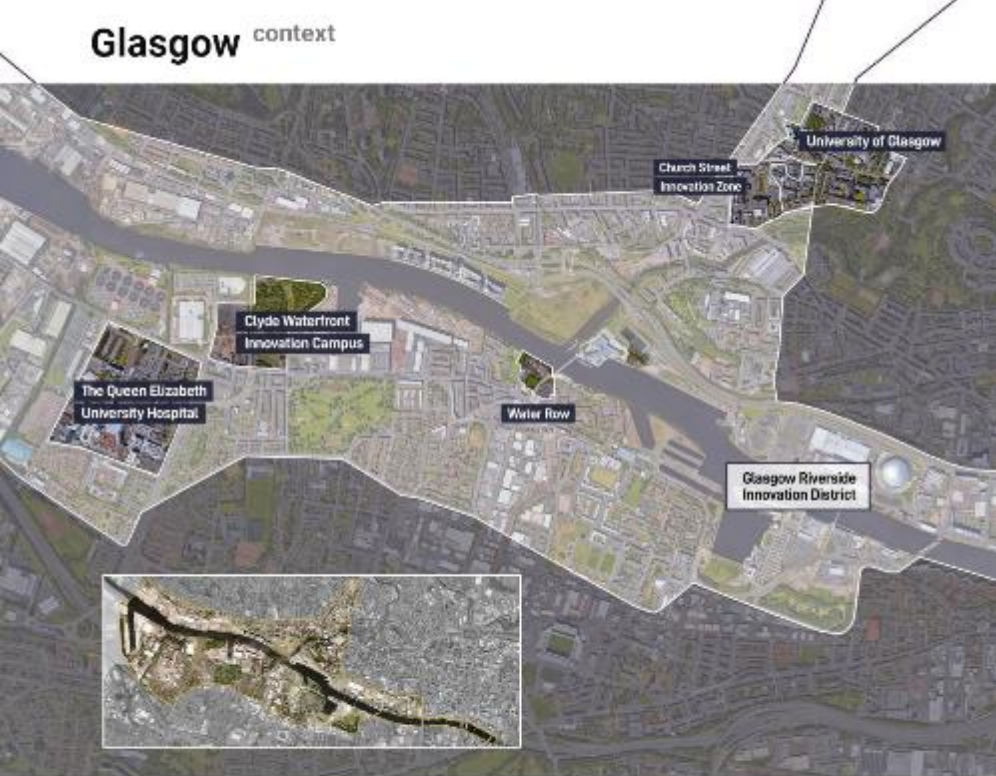 Glasgow context
University of Glasgow
Church Street
Innovation Zone
Clyde Waterfront
Innovation Campus
The Queen Elizabeth
University Hospital
Water Row
Glasgow Riverside
Innovation District